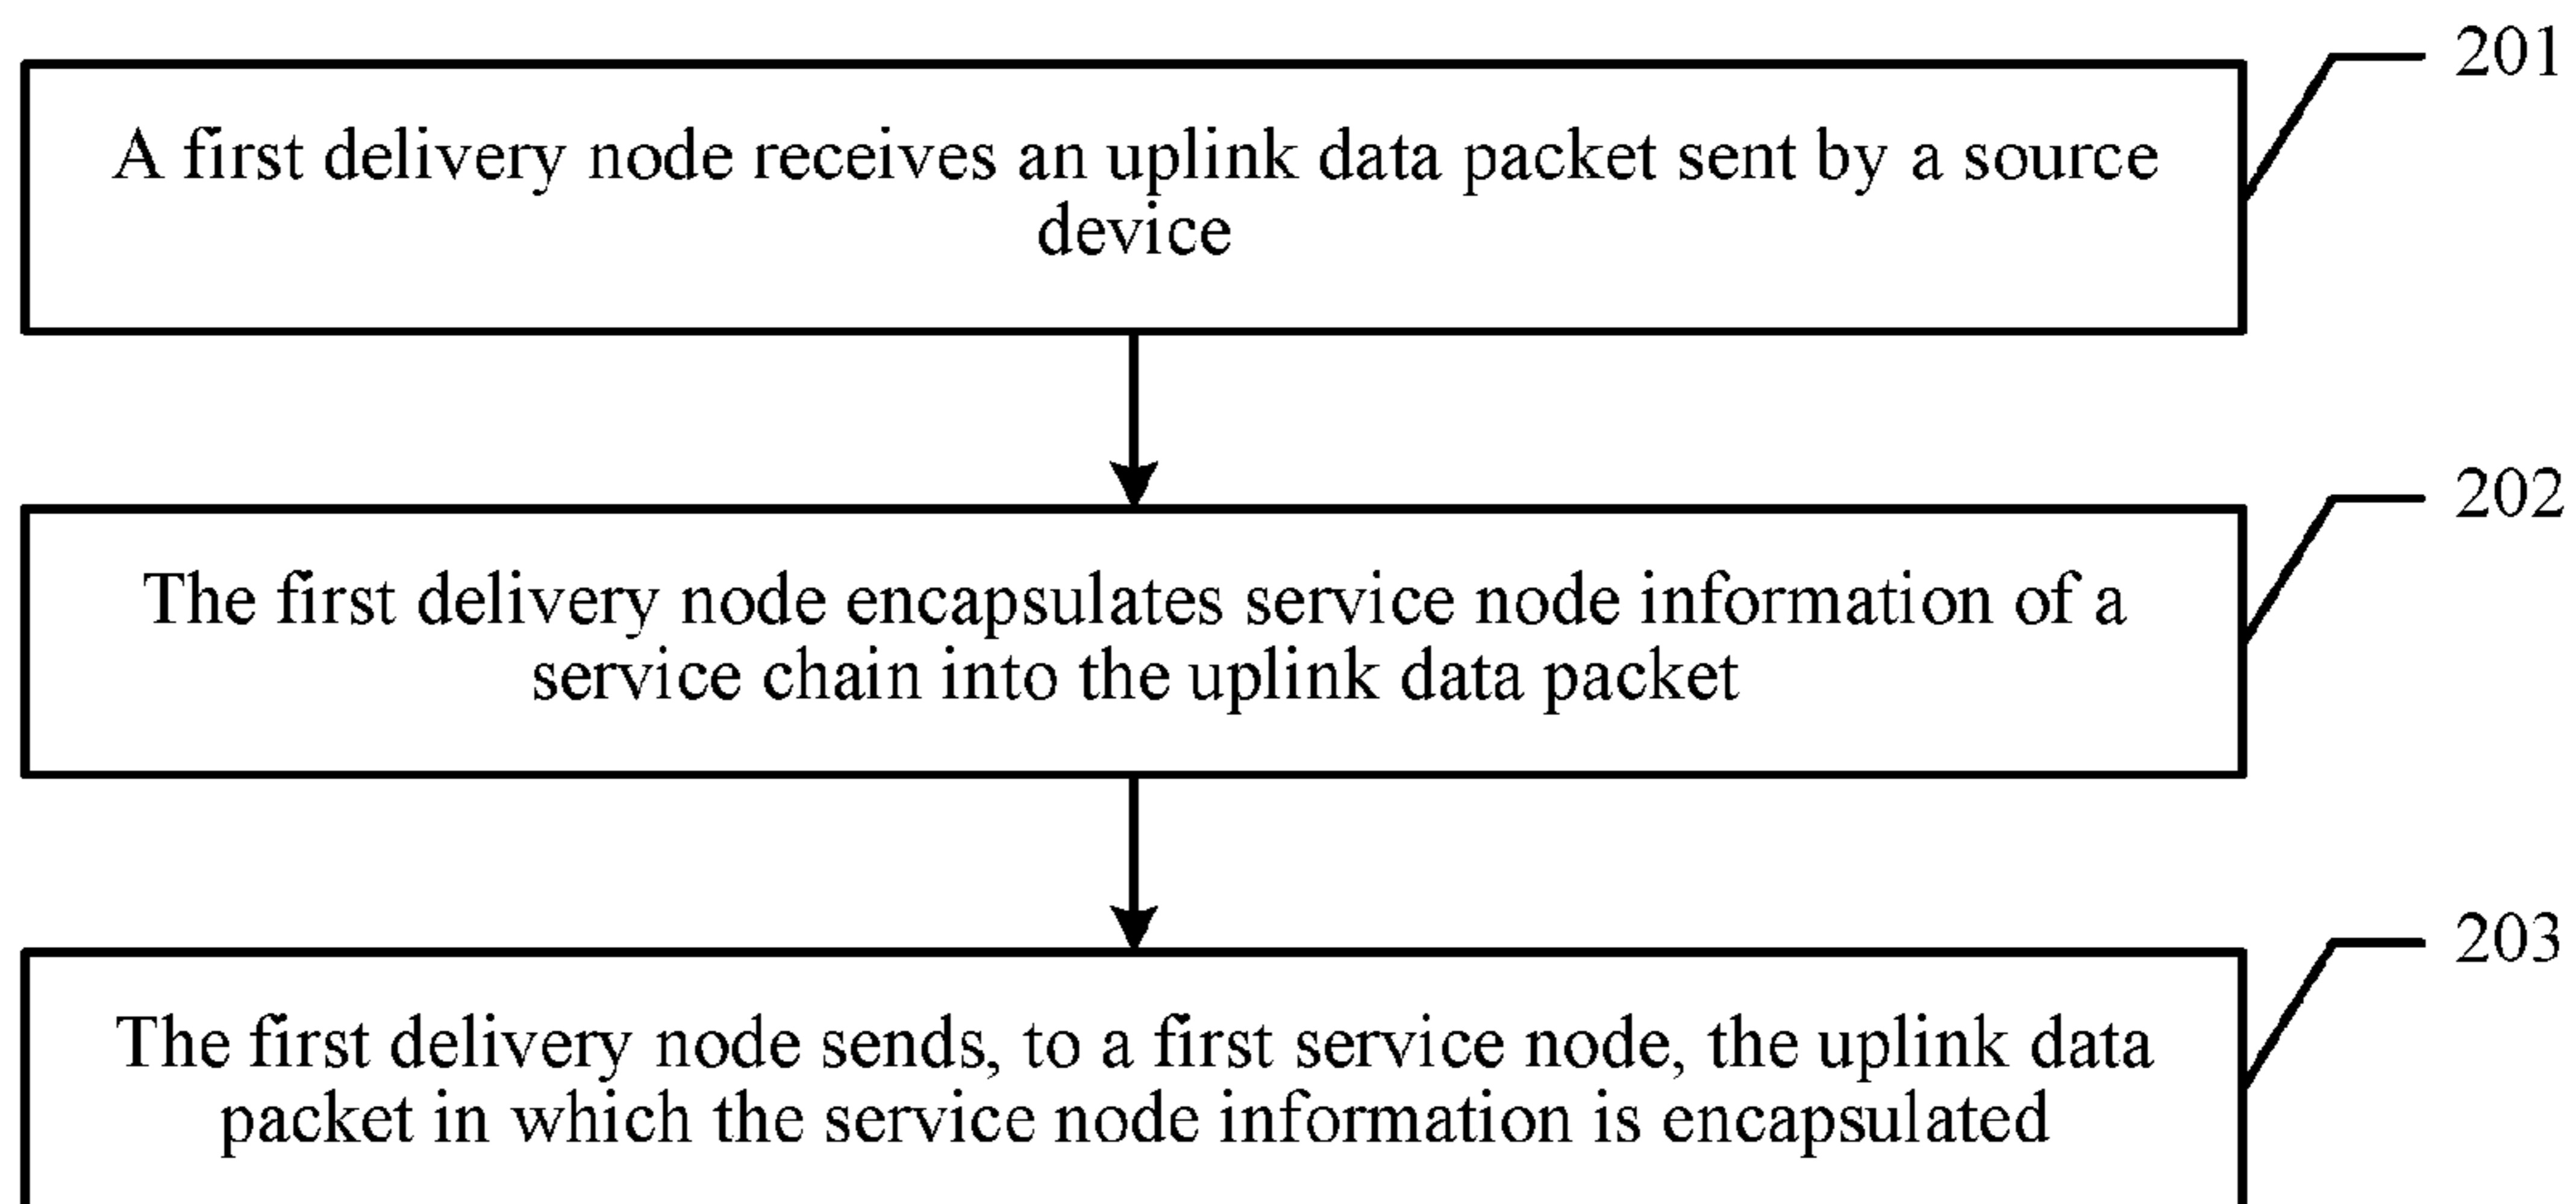 201
A first delivery node receives an uplink data packet sent by a source
device
202
The first delivery node encapsulates service node information of a
service chain into the uplink data packet
203
The first delivery node sends, to a first service node, the uplink data
packet in which the service node information is encapsulated